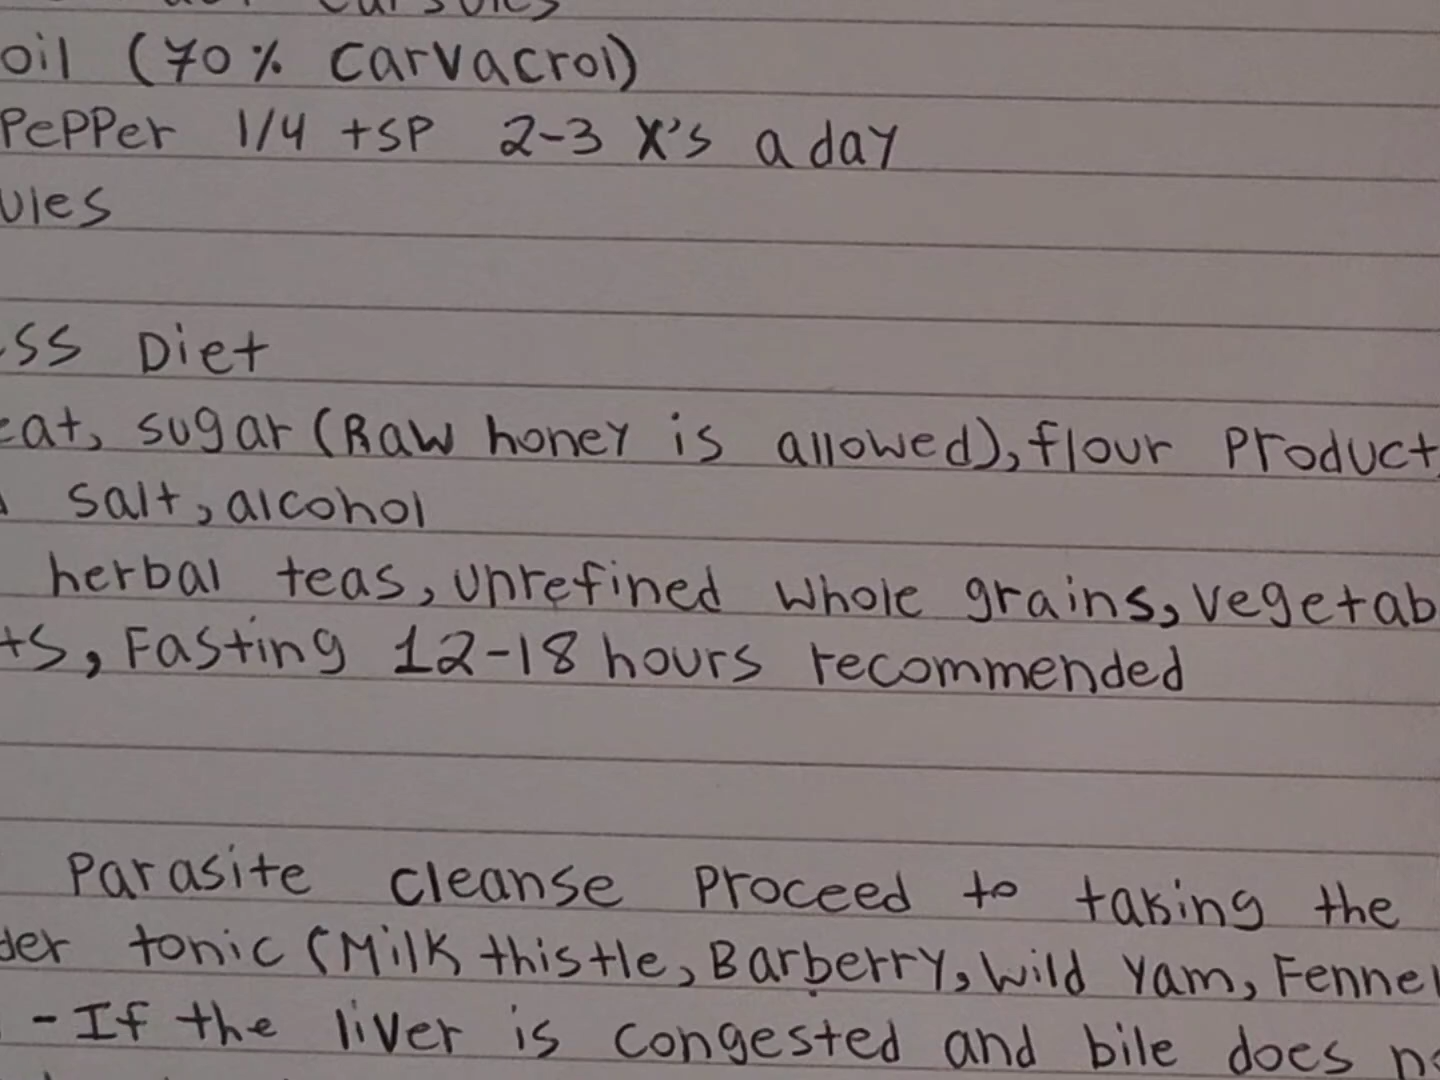 oil (70% Carvacrol)
Pepper 1/4 tsp 2-3 X's a day
ules
ss Diet
eat, sugar (Raw honey is allowed), flour Product
salt, alcohol
herbal teas, unrefined whole grains, vegetab
ts, Fasting 12-18 hours recommended
Parasite cleanse Proceed to taking the
der tonic (Milk thistle, Barberry, Wild Yam, Fennel
- If the liver is congested and bile does no